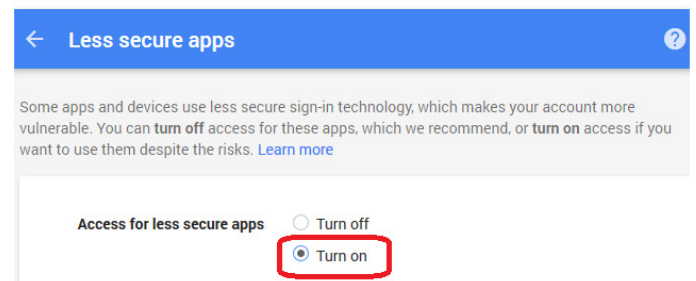 Less secure apps
Some apps and devices use less secure sign-in technology, which makes your account more
vulnerable. You can turn off access for these apps, which we recommend, or turn on access if you
want to use them despite the risks. Learn more
Access for less secure apps Turn off
Turn on